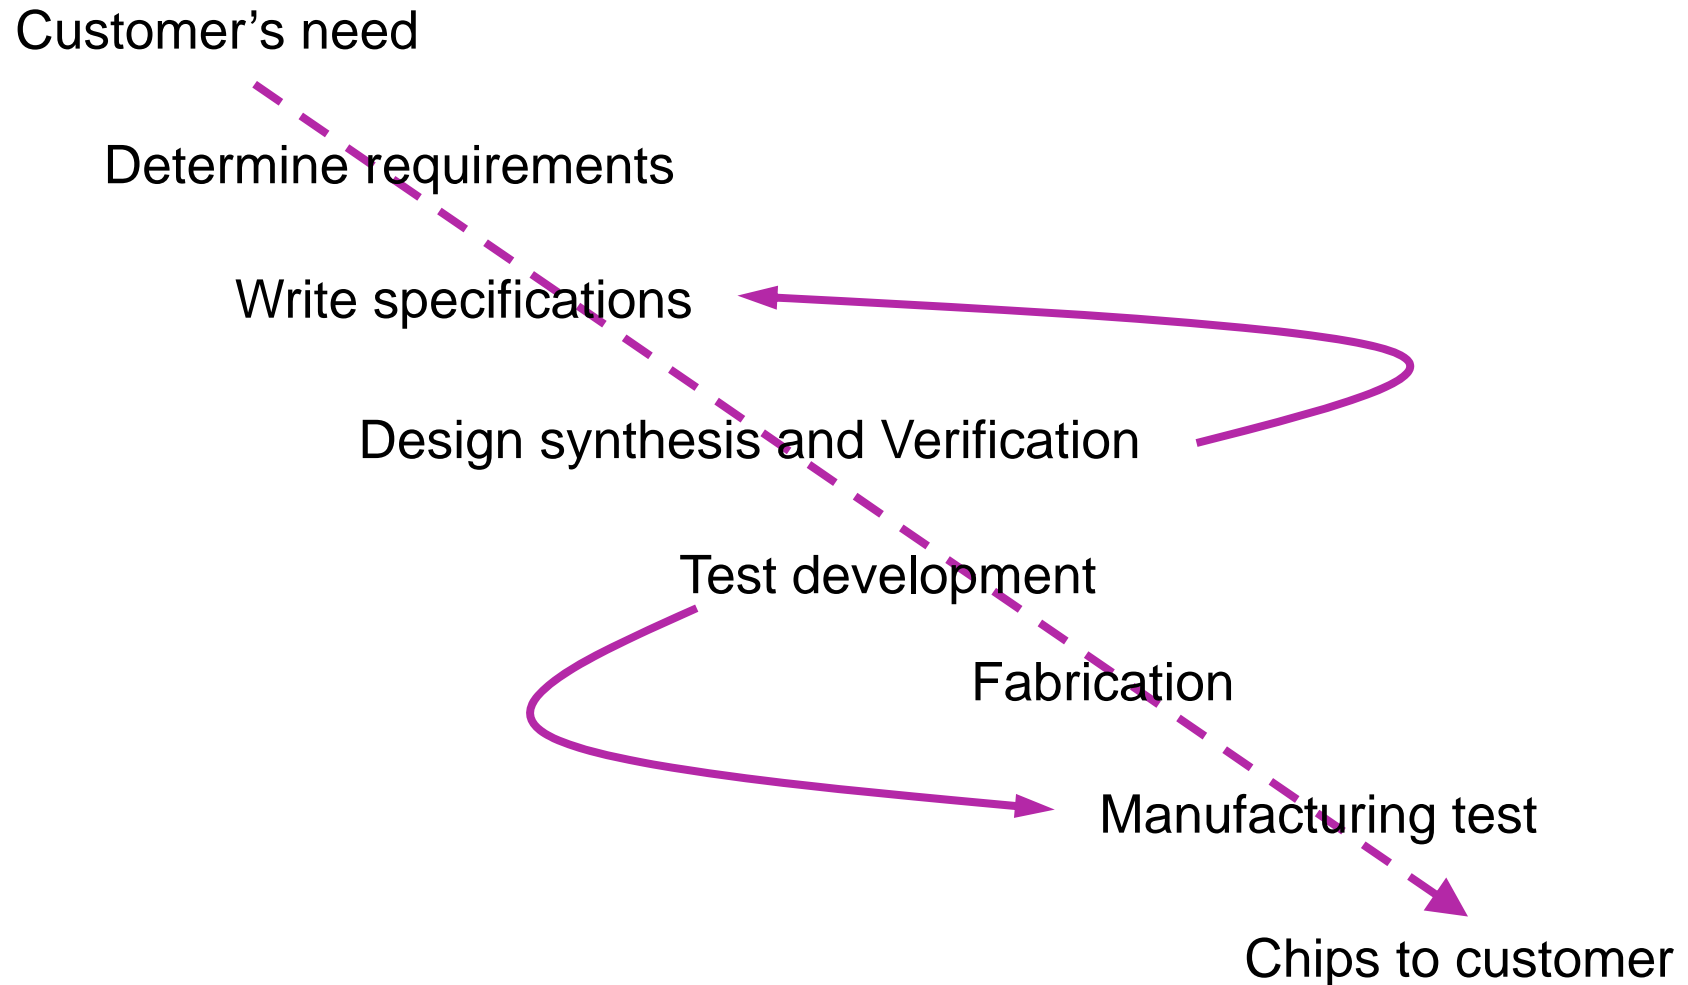 Customer’s need
Determine requirements
Write specifications
Design synthesis and Verification
Test development
Fabrication
Manufacturing test
Chips to customer